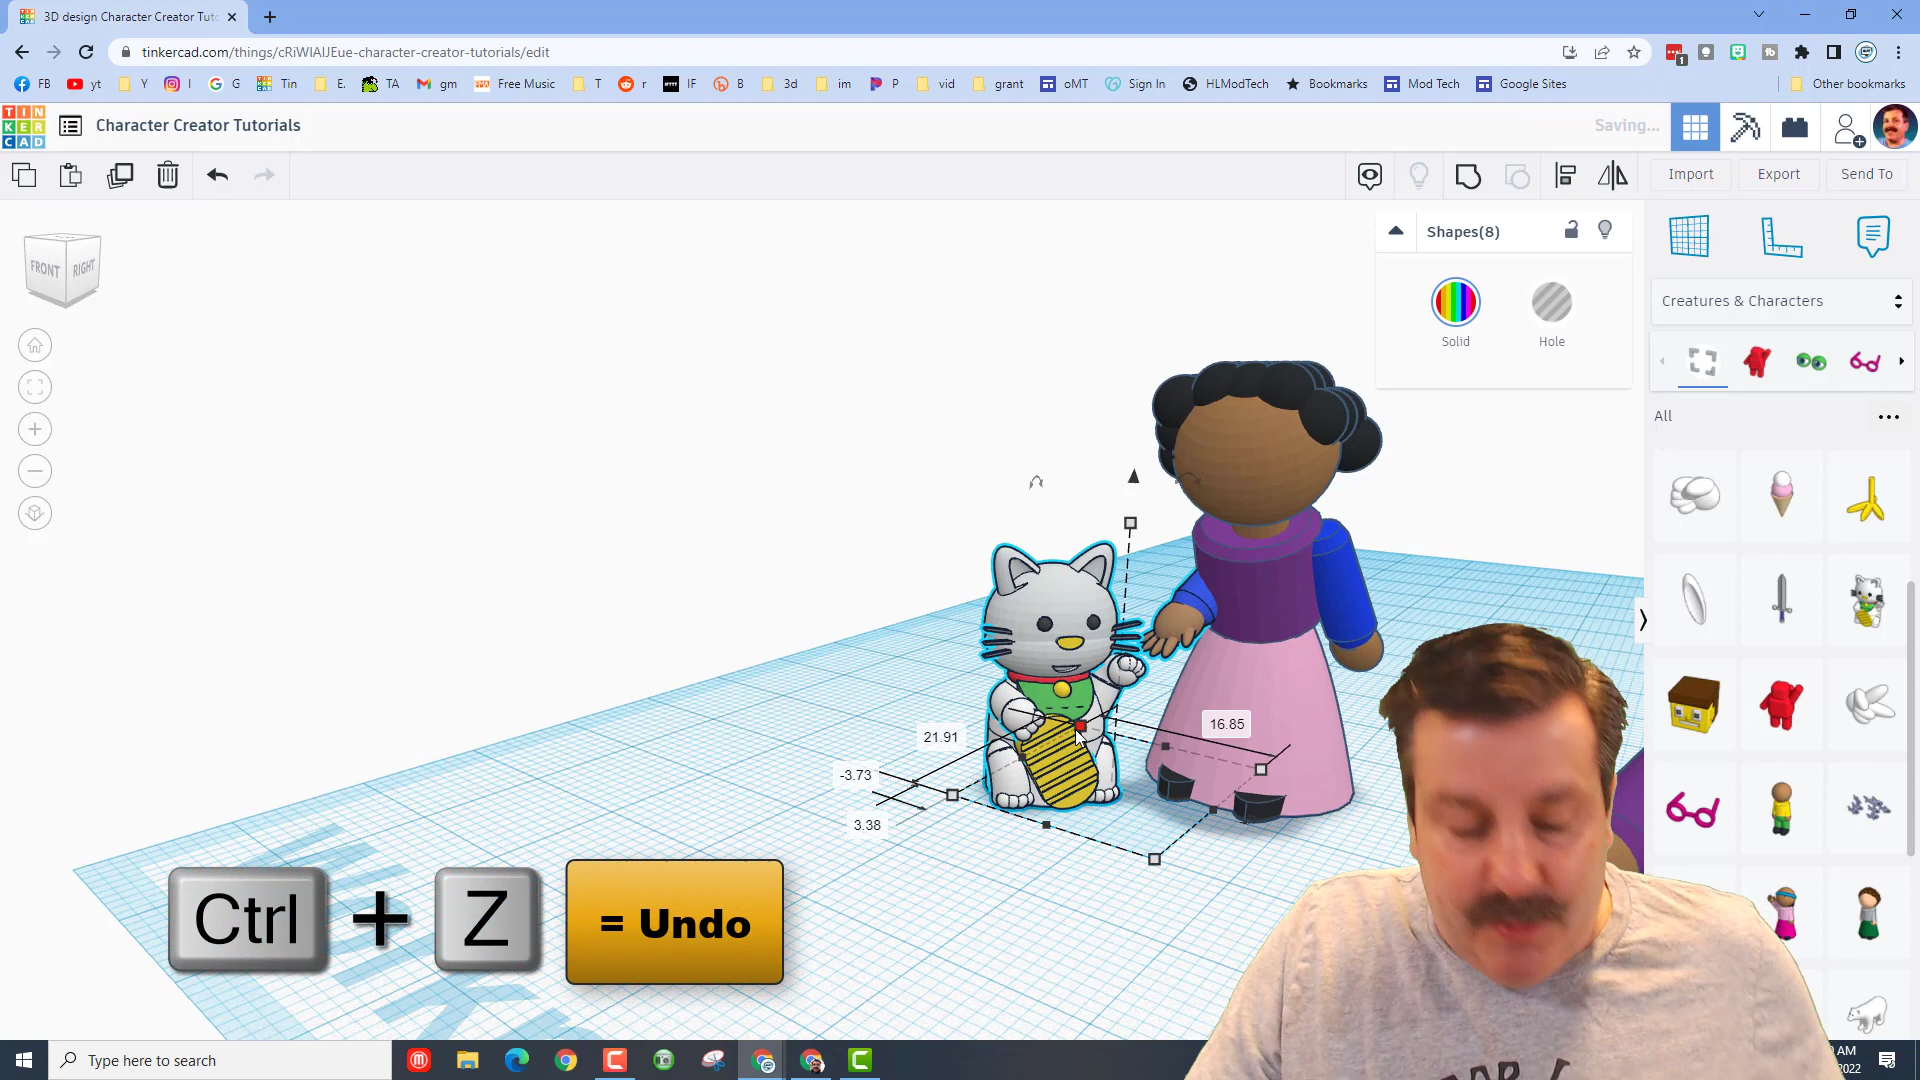 3D design Character Creator Tuto
tinkercad.com/things/cRiWIAIJEue-character-creator-tutorials/edit
FB yt Y I G Tin E. TA gm Free Music T r IF B 3d im P vid grant oMT Sign In HLModTech Bookmarks Mod Tech Google Sites Other bookmarks
TIN
KER
CAD
Character Creator Tutorials
Saving...
Import Export Send To
FRONT RIGHT
Shapes(8)
Solid Hole
Creatures & Characters
All
16.85
21.91
-3.73
3.38
Ctrl + Z = Undo
Type here to search
AM
2022